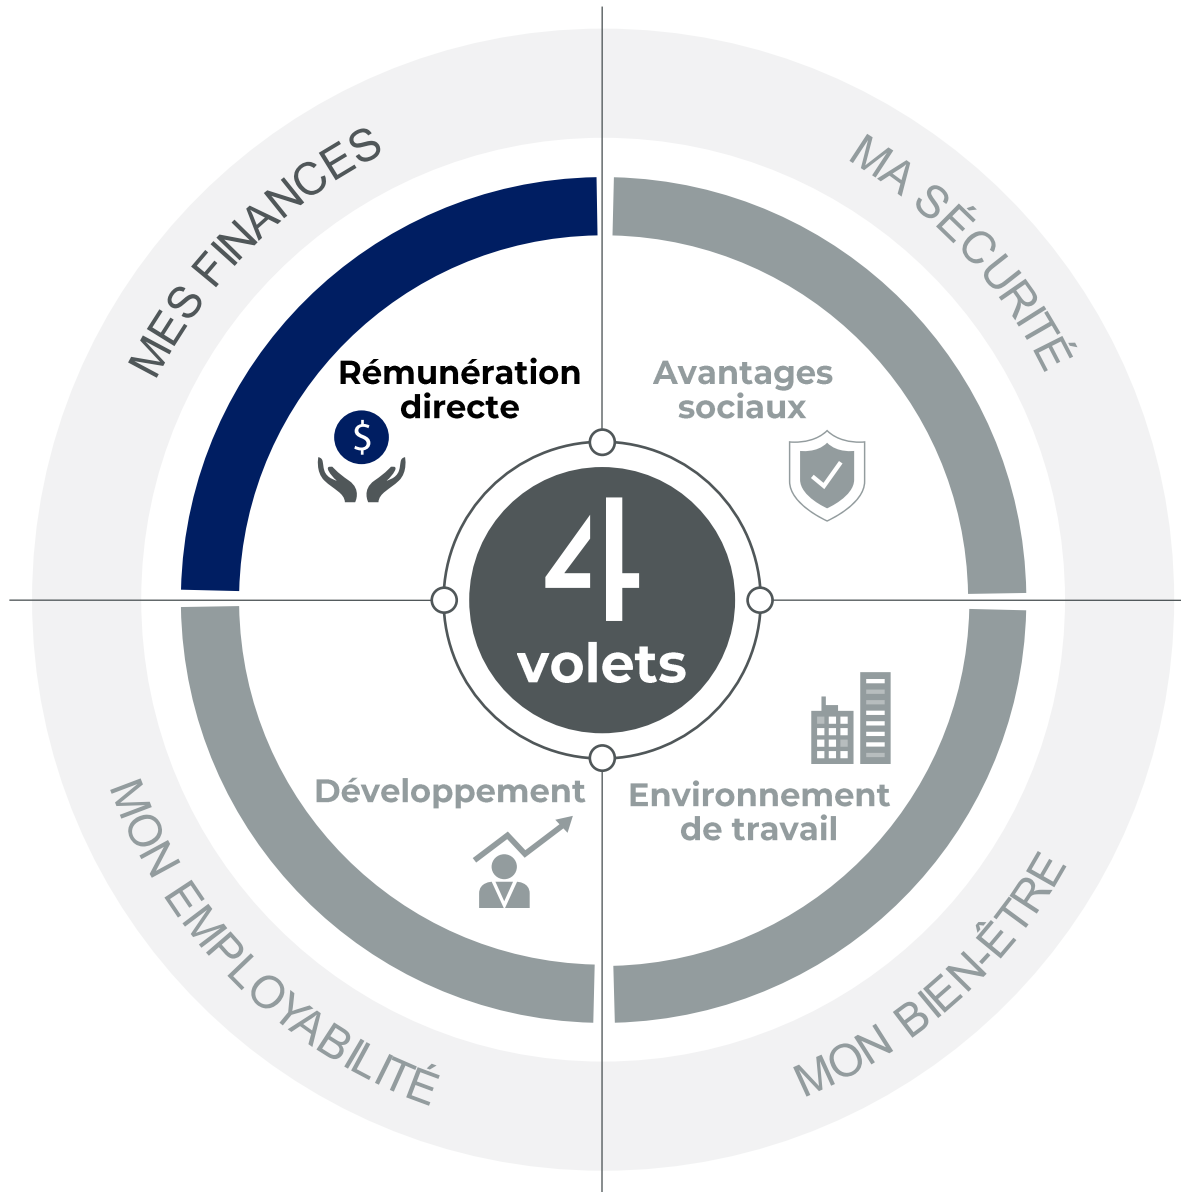 MES FINANCES
MA SÉCURITÉ
Rémunération
directe
$
Avantages
sociaux
4
volets
Développement
Environnement
de travail
MON EMPLOYABILITÉ
MON BIEN-ÊTRE